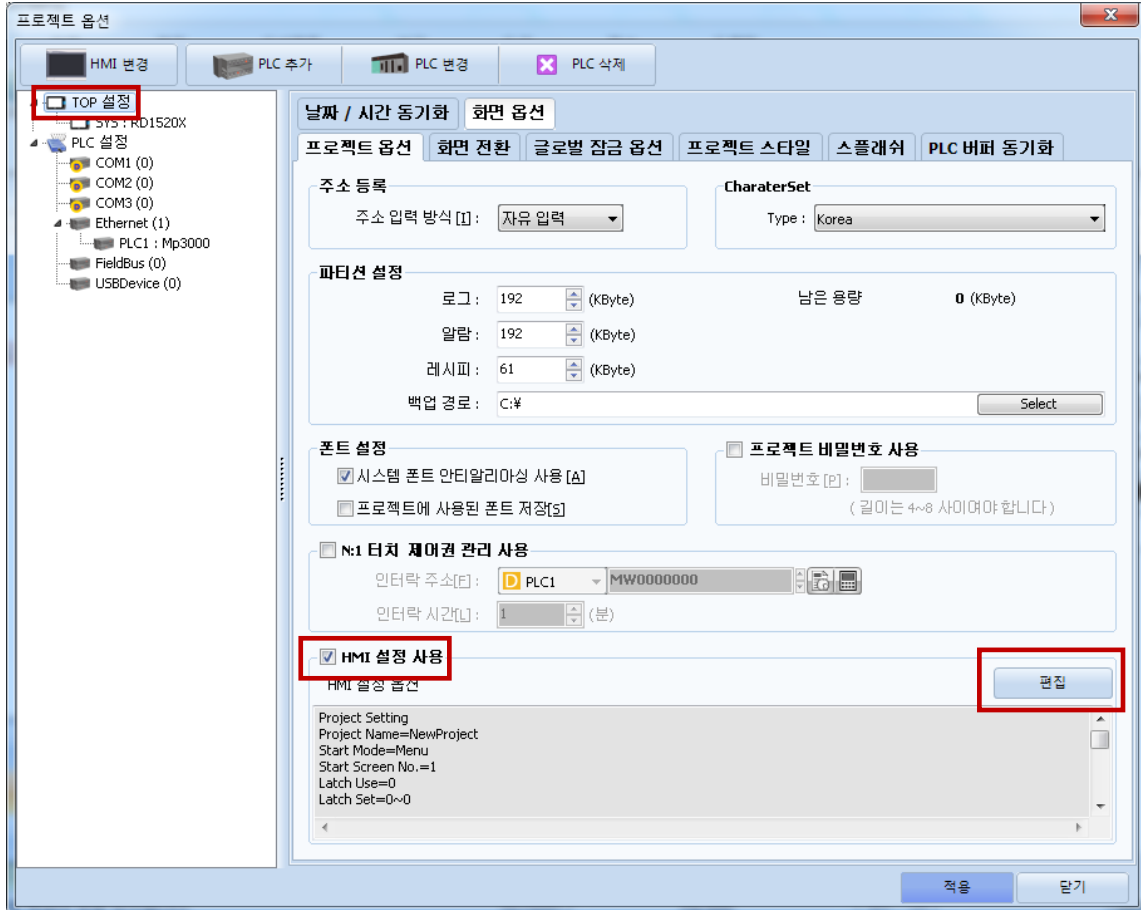 프로젝트 옵션
HMI 변경
PLC 추가
PLC 변경
PLC 삭제
TOP 설정
SYS : RD1520X
PLC 설정
COM1 (0)
COM2 (0)
COM3 (0)
Ethernet (1)
PLC1 : Mp3000
FieldBus (0)
USBDevice (0)
날짜 / 시간 동기화
화면 옵션
프로젝트 옵션
화면 전환
글로벌 잠금 옵션
프로젝트 스타일
스플래쉬
PLC 버퍼 동기화
주소 등록
주소 입력 방식 [I] : 자유 입력
CharaterSet
Type : Korea
파티션 설정
로그 : 192 (KByte)
남은 용량 0 (KByte)
알람 : 192 (KByte)
레시피 : 61 (KByte)
백업 경로 : C:¥ Select
폰트 설정
시스템 폰트 안티알리아싱 사용 [A]
프로젝트에 사용된 폰트 저장[S]
프로젝트 비밀번호 사용
비밀번호 [P] :
( 길이는 4~8 사이여야 합니다 )
N:1 터치 제어권 관리 사용
인터락 주소[F] : D PLC1 MW0000000
인터락 시간[L] : 1 (분)
HMI 설정 사용
HMI 설정 옵션
편집
Project Setting
Project Name=NewProject
Start Mode=Menu
Start Screen No.=1
Latch Use=0
Latch Set=0~0
적용
닫기